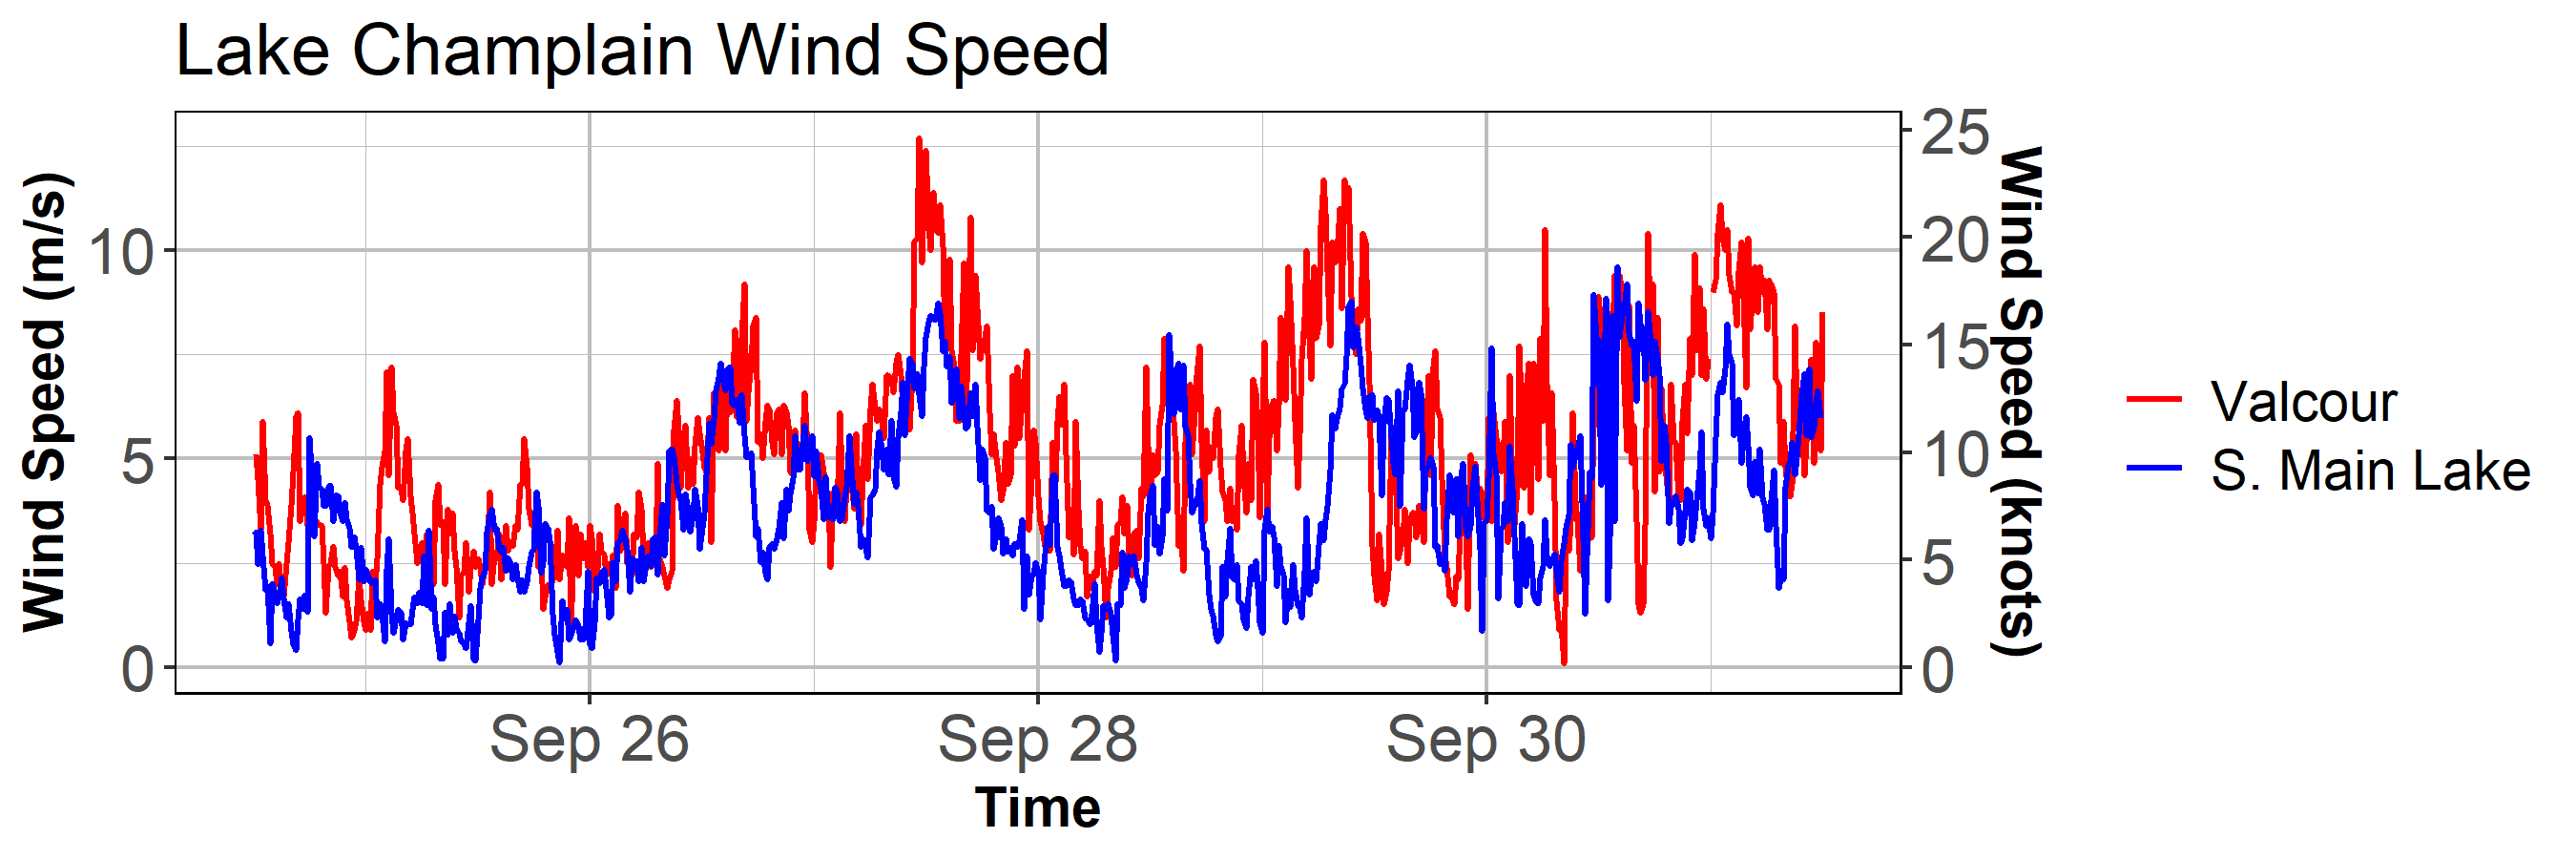 Lake Champlain Wind Speed
Wind Speed (m/s)
10
5
0
25
20
15
10
5
0
Wind Speed (knots)
Sep 26
Sep 28
Sep 30
Time
Valcour
S. Main Lake